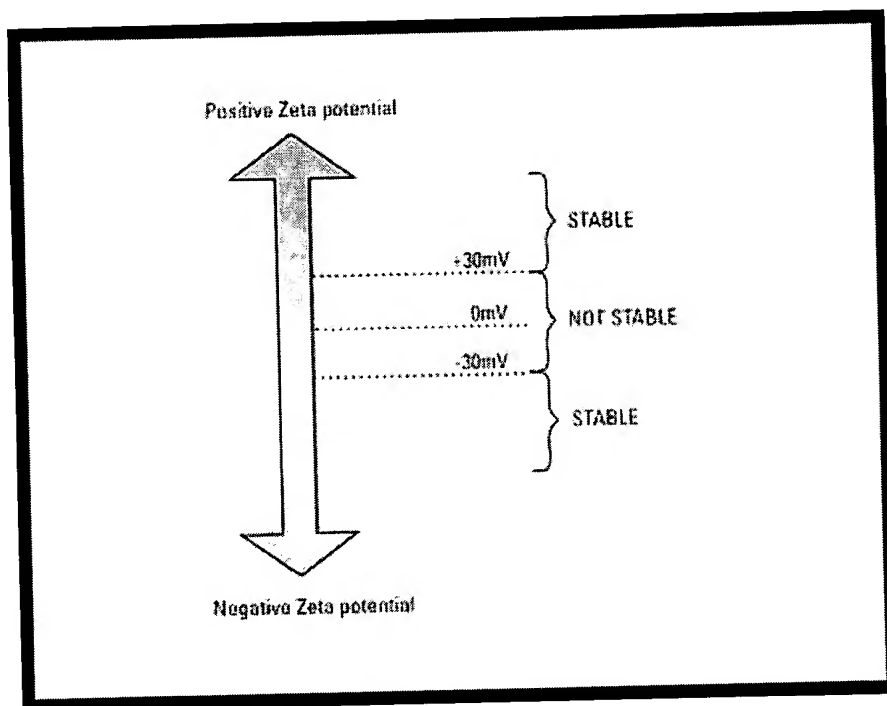 Positive Zeta potential
STABLE
+30mV
0mV
NOT STABLE
-30mV
STABLE
Negative Zeta potential